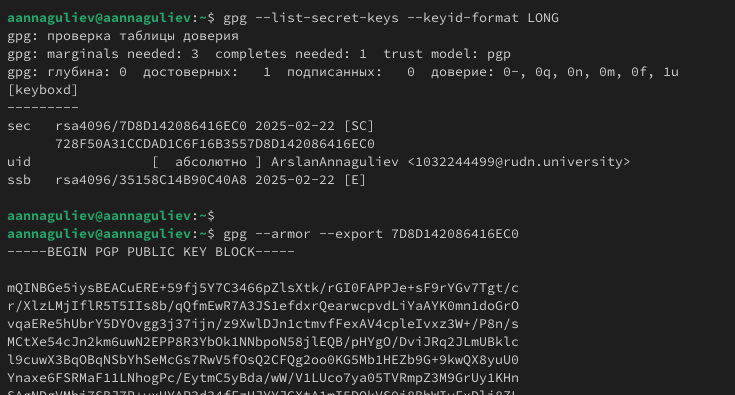 aannaguliev@aannaguliev:~$ gpg --list-secret-keys --keyid-format LONG
gpg: проверка таблицы доверия
gpg: marginals needed: 3  completes needed: 1  trust model: pgp
gpg: глубина: 0  достоверных:   1  подписанных:   0  доверие: 0-, 0q, 0n, 0m, 0f, 1u
[keyboxd]
---------
sec   rsa4096/7D8D142086416EC0 2025-02-22 [SC]
      728F50A31CCDAD1C6F16B3557D8D142086416EC0
uid               [  абсолютно ] ArslanAnnaguliev <1032244499@rudn.university>
ssb   rsa4096/35158C14B90C40A8 2025-02-22 [E]
aannaguliev@aannaguliev:~$
aannaguliev@aannaguliev:~$ gpg --armor --export 7D8D142086416EC0
-----BEGIN PGP PUBLIC KEY BLOCK-----
mQINBGe5iysBEACuERE+59fj5Y7C3466pZlsXtk/rGI0FAPPJe+sF9rYGv7Tgt/c
r/XlzLMjIflR5T5IIs8b/qQfmEwR7A3JS1efdxrQearwcpvdLiYaAYK0mn1doGrO
vqaERe5hUbrY5DYOvgg3j37ijn/z9XwlDJn1ctmvfFexAV4cpleIvxz3W+/P8n/s
MCtXe54cJn2km6uwN2EPP8R3YbOk1NNbpoN58jlEQB/pHYgO/DviJRq2JLmUBklc
l9cuwX3BqOBqNSbYhSeMcGs7RwV5fOsQ2CFQg2oo0KG5Mb1HEZb9G+9kwQX8yuU0
Ynaxe6FSRMaF11LNhogPc/EytmC5yBda/wW/V1LUco7ya05TVRmpZ3M9GrUy1KHn